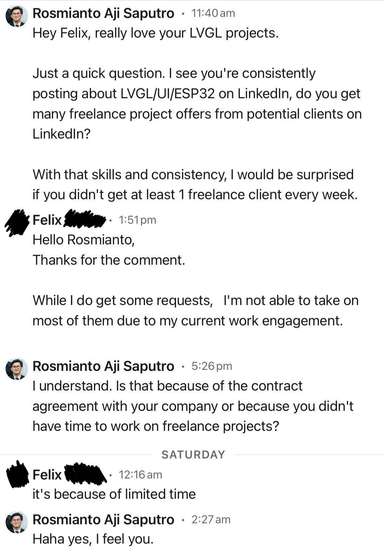 Rosmianto Aji Saputro • 11:40 am
Hey Felix, really love your LVGL projects.
Just a quick question. I see you're consistently
posting about LVGL/UI/ESP32 on LinkedIn, do you get
many freelance project offers from potential clients on
LinkedIn?
With that skills and consistency, I would be surprised
if you didn't get at least 1 freelance client every week.
Felix • 1:51 pm
Hello Rosmianto,
Thanks for the comment.
While I do get some requests, I'm not able to take on
most of them due to my current work engagement.
Rosmianto Aji Saputro • 5:26 pm
I understand. Is that because of the contract
agreement with your company or because you didn't
have time to work on freelance projects?
SATURDAY
Felix • 12:16 am
it's because of limited time
Rosmianto Aji Saputro • 2:27 am
Haha yes, I feel you.